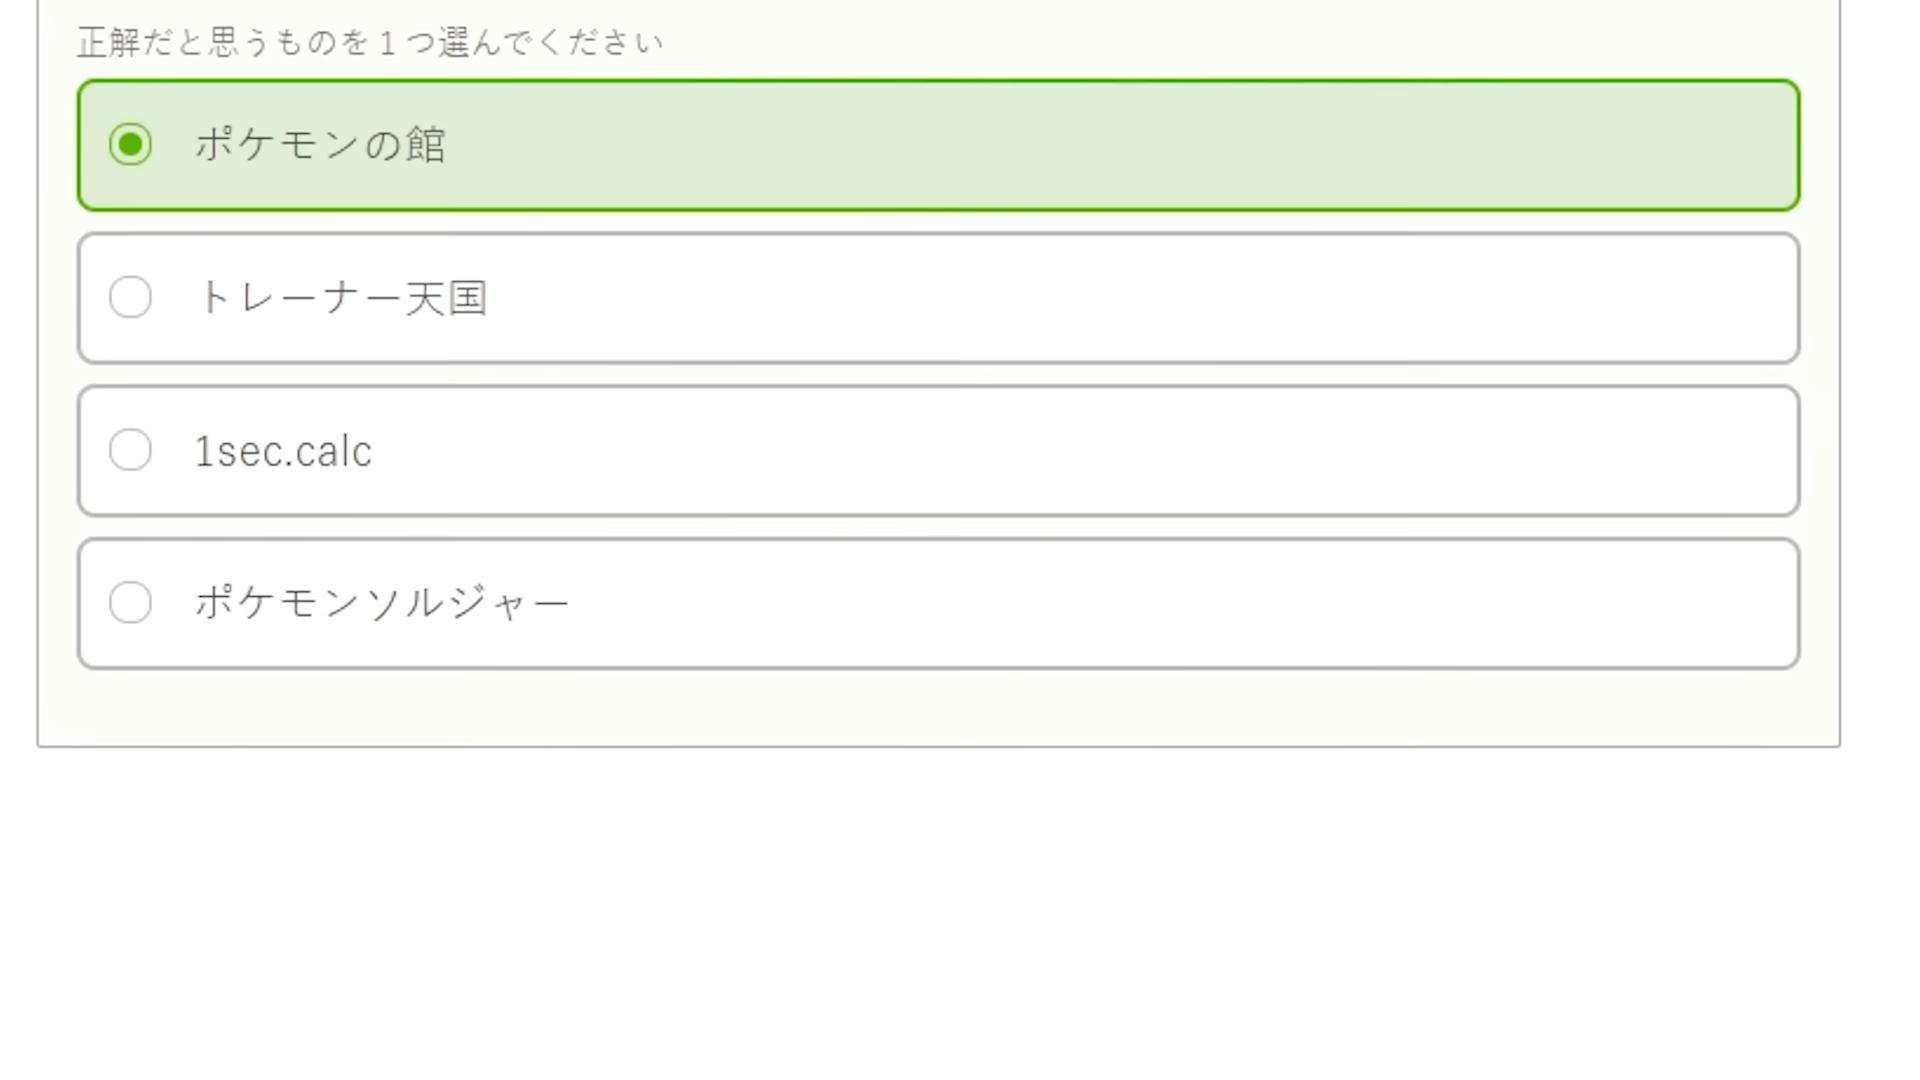 正解だと思うものを１つ選んでください
ポケモンの館
トレーナー天国
1sec.calc
ポケモンソルジャー